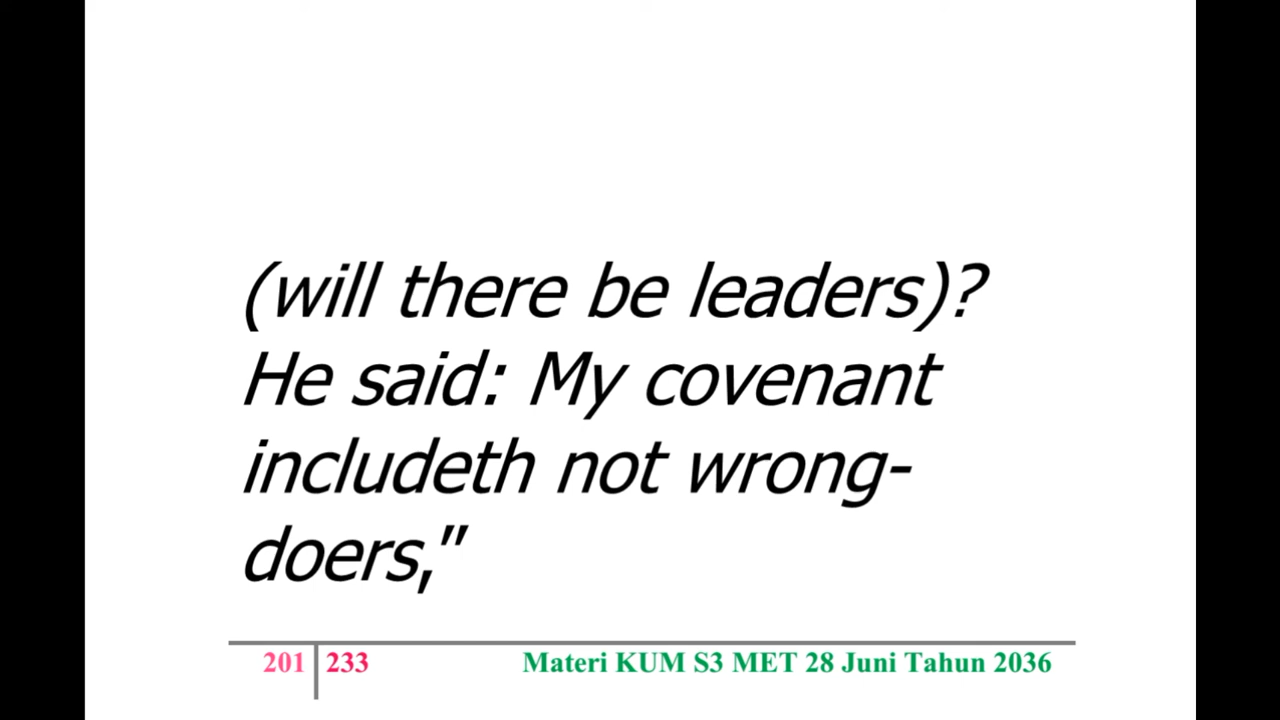 (will there be leaders)?
He said: My covenant
includeth not wrong-
doers,"
201 233 Materi KUM S3 MET 28 Juni Tahun 2036